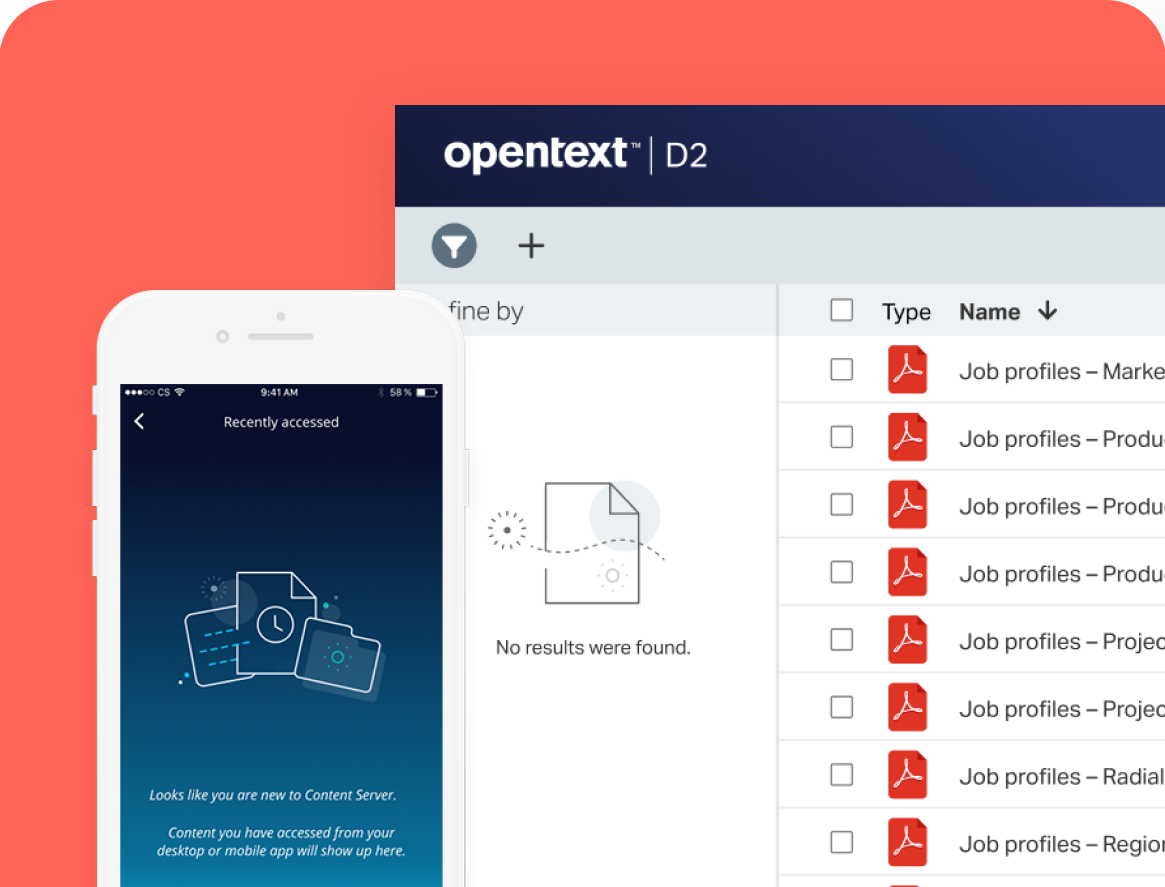 opentext™ | D2
fine by
Type Name
Job profiles – Marke
Job profiles – Produ
Job profiles – Produ
Job profiles – Produ
Job profiles – Projec
Job profiles – Projec
Job profiles – Radial
Job profiles – Region
No results were found.
CS 9:41 AM 58 %
Recently accessed
Looks like you are new to Content Server.
Content you have accessed from your
desktop or mobile app will show up here.